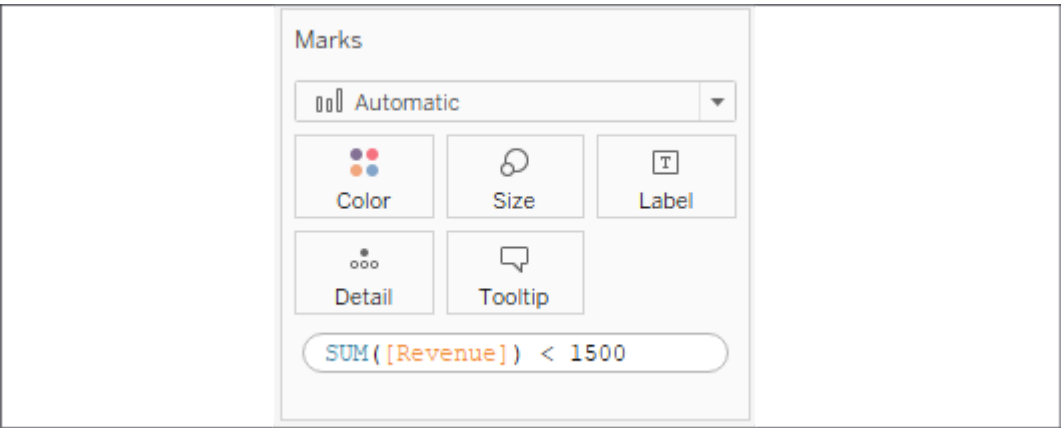 Marks
Automatic
Color Size Label
Detail Tooltip
SUM([Revenue]) < 1500